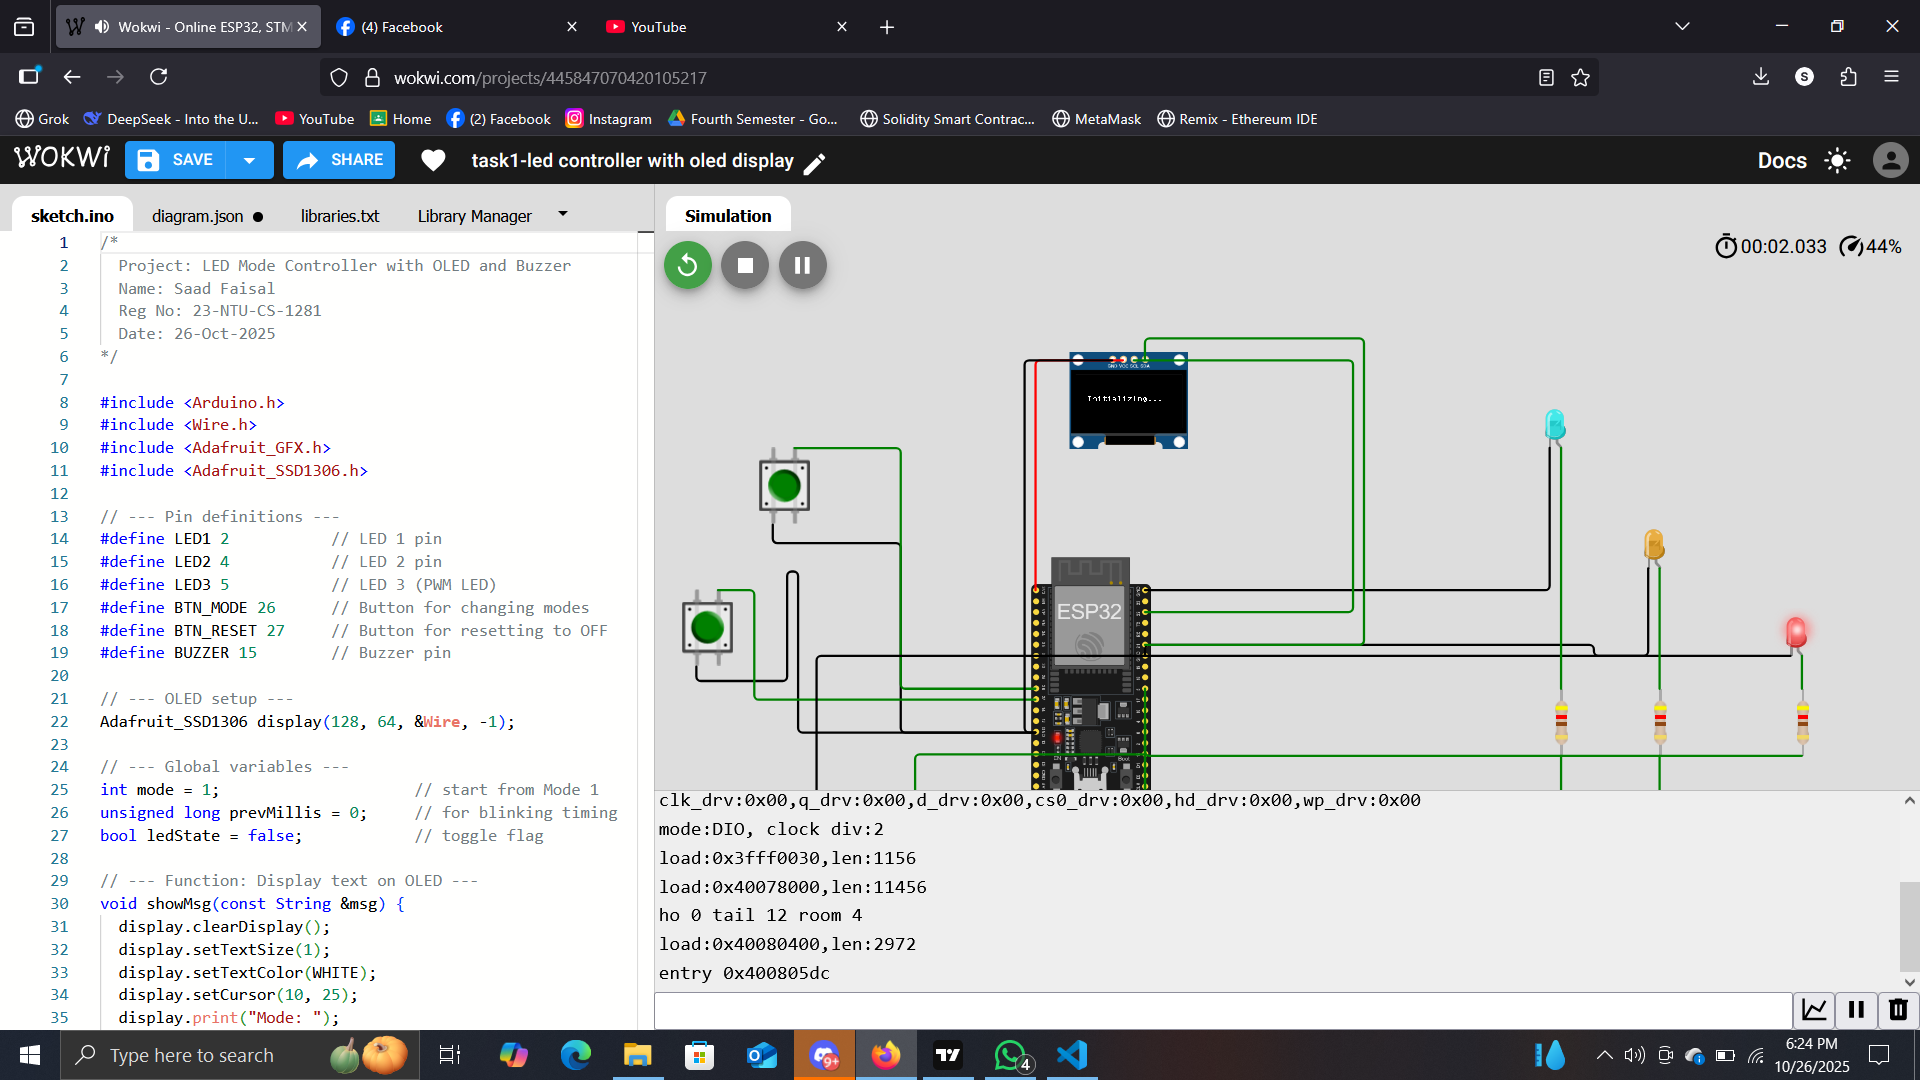 Wokwi - Online ESP32, STM
(4) Facebook
YouTube
wokwi.com/projects/445847070420105217
S
Grok
DeepSeek - Into the U...
YouTube
Home
(2) Facebook
Instagram
Fourth Semester - Go...
Solidity Smart Contrac...
MetaMask
Remix - Ethereum IDE
WOKWi
SAVE
SHARE
task1-led controller with oled display
Docs
sketch.ino
diagram.json
libraries.txt
Library Manager
Simulation
00:02.033
44%
1 /*
2 Project: LED Mode Controller with OLED and Buzzer
3 Name: Saad Faisal
4 Reg No: 23-NTU-CS-1281
5 Date: 26-Oct-2025
6 */
7
8 #include <Arduino.h>
9 #include <Wire.h>
10 #include <Adafruit_GFX.h>
11 #include <Adafruit_SSD1306.h>
12
13 // --- Pin definitions ---
14 #define LED1 2 // LED 1 pin
15 #define LED2 4 // LED 2 pin
16 #define LED3 5 // LED 3 (PWM LED)
17 #define BTN_MODE 26 // Button for changing modes
18 #define BTN_RESET 27 // Button for resetting to OFF
19 #define BUZZER 15 // Buzzer pin
20
21 // --- OLED setup ---
22 Adafruit_SSD1306 display(128, 64, &Wire, -1);
23
24 // --- Global variables ---
25 int mode = 1; // start from Mode 1
26 unsigned long prevMillis = 0; // for blinking timing
27 bool ledState = false; // toggle flag
28
29 // --- Function: Display text on OLED ---
30 void showMsg(const String &msg) {
31 display.clearDisplay();
32 display.setTextSize(1);
33 display.setTextColor(WHITE);
34 display.setCursor(10, 25);
35 display.print("Mode: ");
GND VCC SCL SDA
Initializing...
ESP32
EN
Boot
clk_drv:0x00,q_drv:0x00,d_drv:0x00,cs0_drv:0x00,hd_drv:0x00,wp_drv:0x00
mode:DIO, clock div:2
load:0x3fff0030,len:1156
load:0x40078000,len:11456
ho 0 tail 12 room 4
load:0x40080400,len:2972
entry 0x400805dc
Type here to search
9+
4
6:24 PM
10/26/2025